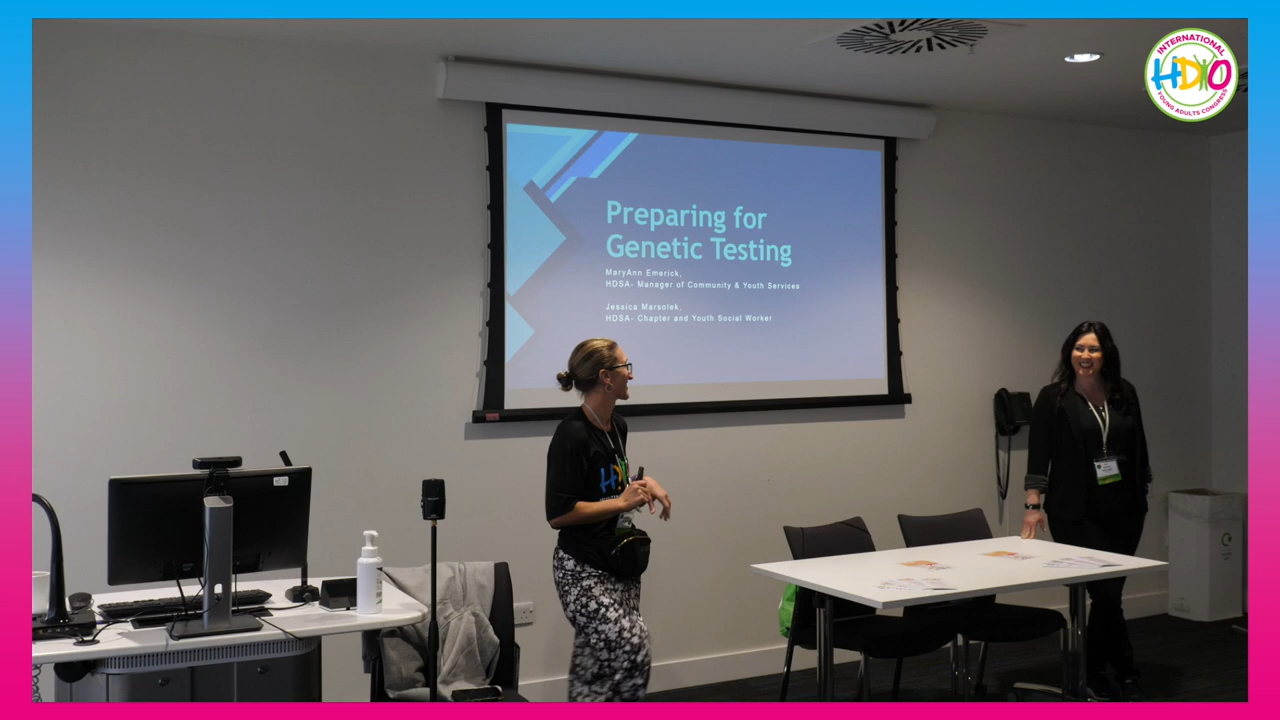 INTERNATIONAL
HDYO
YOUNG ADULTS CONGRESS
Preparing for
Genetic Testing
MaryAnn Emerick,
HDSA- Manager of Community & Youth Services
Jessica Marsolek,
HDSA- Chapter and Youth Social Worker